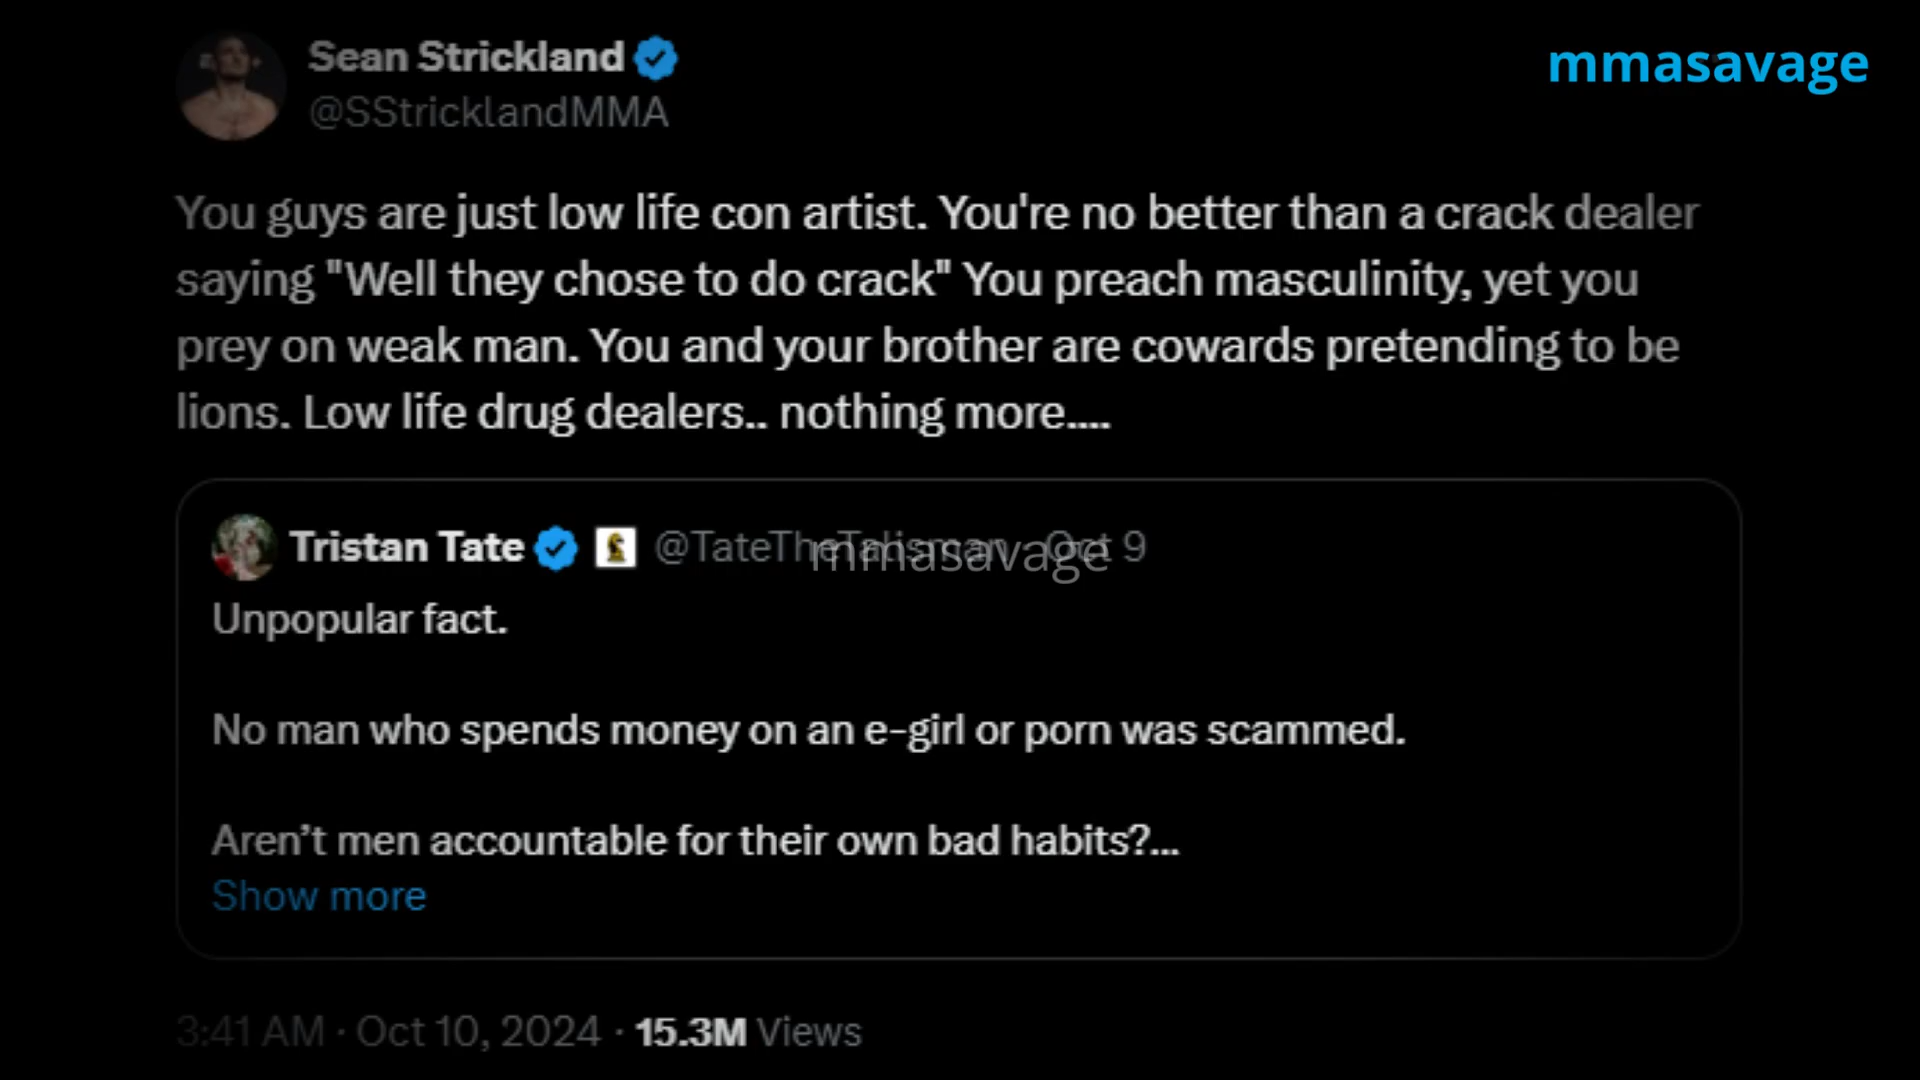 Sean Strickland
mmasavage
@SStricklandMMA
You guys are just low life con artist. You're no better than a crack dealer
saying "Well they chose to do crack" You preach masculinity, yet you
prey on weak man. You and your brother are cowards pretending to be
lions. Low life drug dealers.. nothing more....
Tristan Tate @TateTheTalisman · Oct 9
mmasavage
Unpopular fact.
No man who spends money on an e-girl or porn was scammed.
Aren’t men accountable for their own bad habits?...
Show more
3:41 AM · Oct 10, 2024 · 15.3M Views